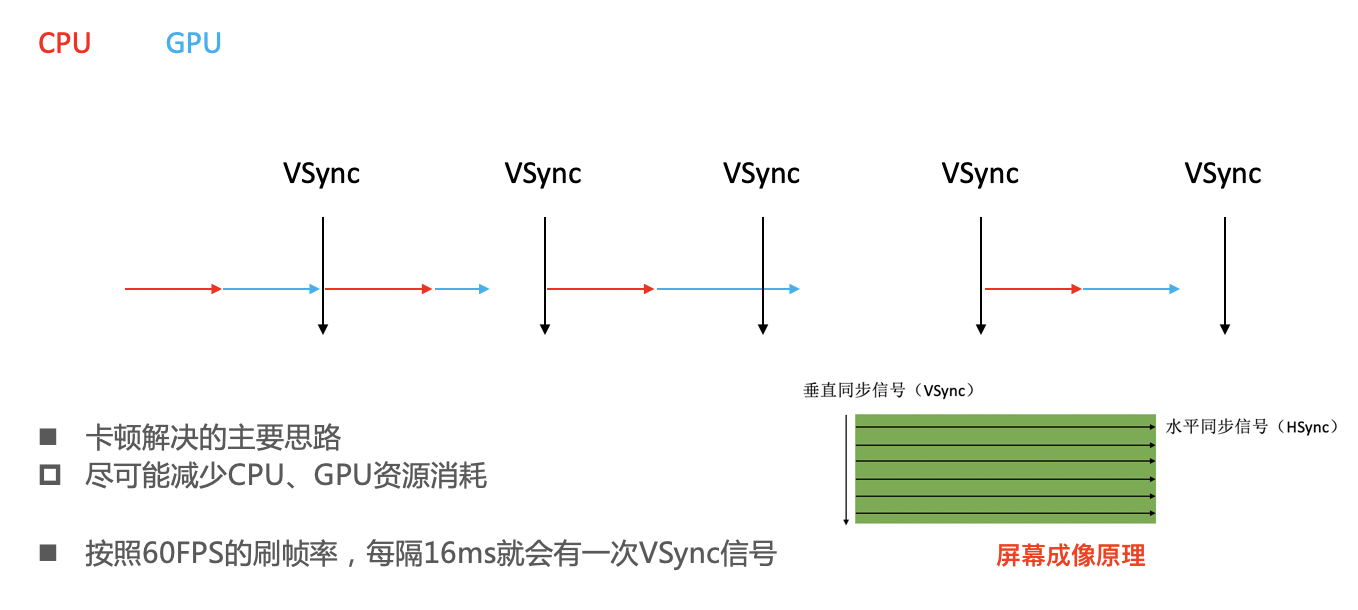 CPU GPU
VSync VSync VSync VSync VSync
垂直同步信号（VSync）
水平同步信号（HSync）
卡顿解决的主要思路
尽可能减少CPU、GPU资源消耗
按照60FPS的刷帧率，每隔16ms就会有一次VSync信号
屏幕成像原理